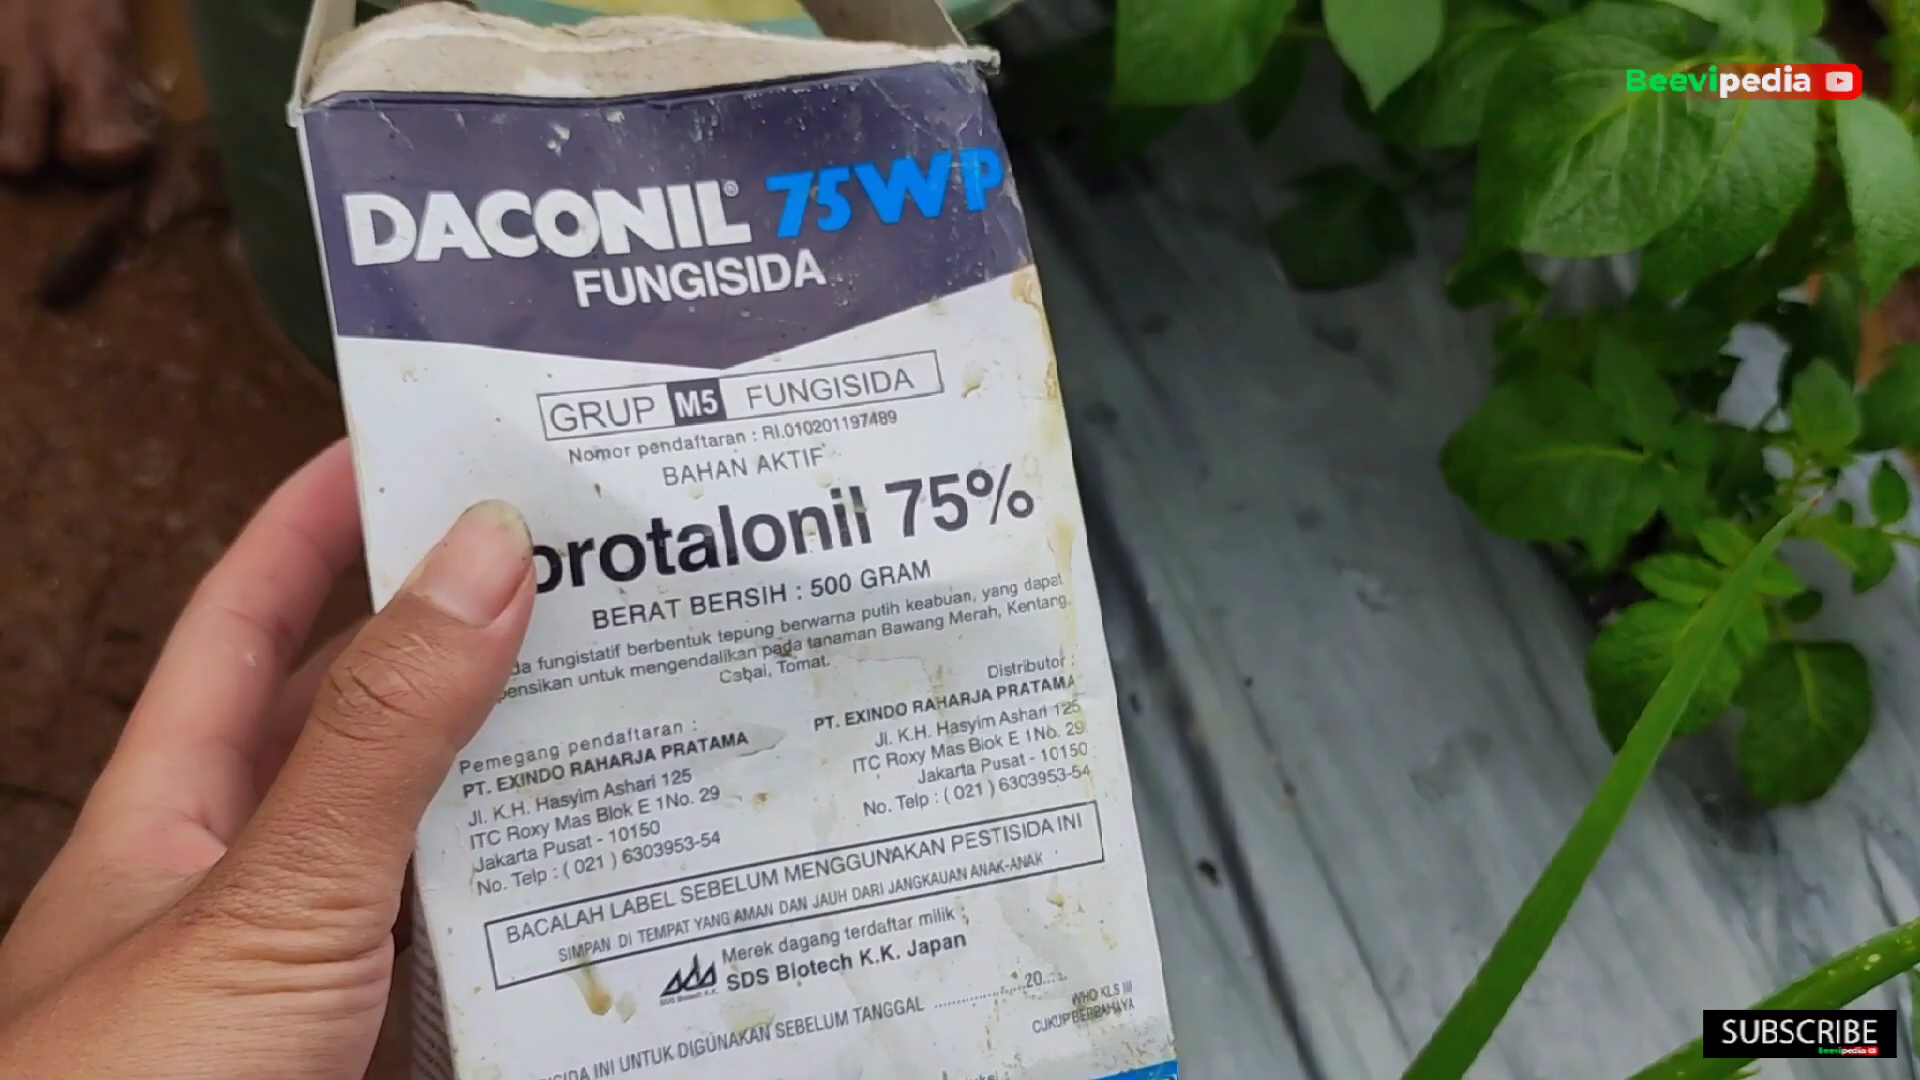 Beevipedia
DACONIL® 75WP
FUNGISIDA
GRUP M5 FUNGISIDA
Nomor pendaftaran : RI.010201197489
BAHAN AKTIF
orotalonil 75%
BERAT BERSIH : 500 GRAM
fungistatif berbentuk tepung berwarna putih keabuan, yang dapat
untuk mengendalikan pada tanaman Bawang Merah, Kentang,
Cabai, Tomat.
Pemegang pendaftaran :
PT. EXINDO RAHARJA PRATAMA
Jl. K.H. Hasyim Ashari 125
ITC Roxy Mas Blok E 1No. 29
Jakarta Pusat - 10150
No. Telp : ( 021 ) 6303953-54
Distributor :
PT. EXINDO RAHARJA PRATAMA
Jl. K.H. Hasyim Ashari 125
ITC Roxy Mas Blok E 1No. 29
Jakarta Pusat - 10150
No. Telp : ( 021 ) 6303953-54
BACALAH LABEL SEBELUM MENGGUNAKAN PESTISIDA INI
SIMPAN DI TEMPAT YANG AMAN DAN JAUH DARI JANGKAUAN ANAK-ANAK
Merek dagang terdaftar milik :
SDS Biotech K.K. Japan
INI UNTUK DIGUNAKAN SEBELUM TANGGAL ................20.....
WHO KLS III
CUKUP BERBAHAYA
SUBSCRIBE
Beevipedia